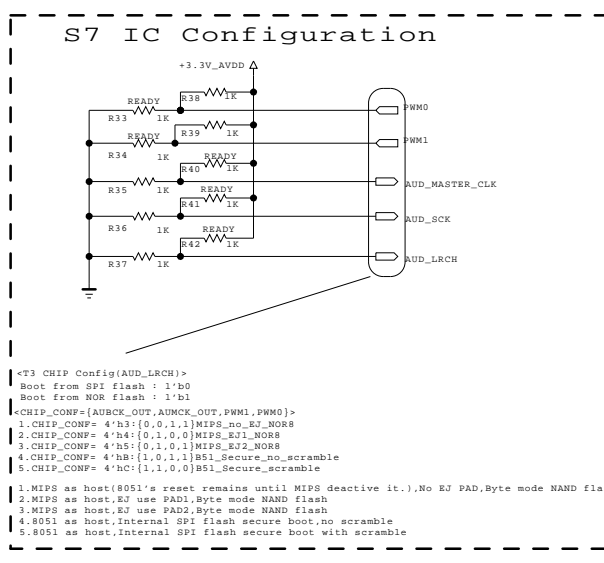 S7 IC Configuration
+3.3V_AVDD
R38 1K
READY
R33 1K
PWM0
R39 1K
READY
R34 1K
PWM1
READY
R40 1K
R35 1K
AUD_MASTER_CLK
READY
R41 1K
R36 1K
AUD_SCK
READY
R42 1K
R37 1K
AUD_LRCH
<T3 CHIP Config(AUD_LRCH)>
Boot from SPI flash : 1'b0
Boot from NOR flash : 1'b1
<CHIP_CONF={AUBCK_OUT,AUMCK_OUT,PWM1,PWM0}>
1.CHIP_CONF= 4'h3:{0,0,1,1}MIPS_no_EJ_NOR8
2.CHIP_CONF= 4'h4:{0,1,0,0}MIPS_EJ1_NOR8
3.CHIP_CONF= 4'h5:{0,1,0,1}MIPS_EJ2_NOR8
4.CHIP_CONF= 4'hB:{1,0,1,1}B51_Secure_no_scramble
5.CHIP_CONF= 4'hC:{1,1,0,0}B51_Secure_scramble
1.MIPS as host(8051's reset remains until MIPS deactive it.),No EJ PAD,Byte mode NAND fla
2.MIPS as host,EJ use PAD1,Byte mode NAND flash
3.MIPS as host,EJ use PAD2,Byte mode NAND flash
4.8051 as host,Internal SPI flash secure boot,no scramble
5.8051 as host,Internal SPI flash secure boot with scramble